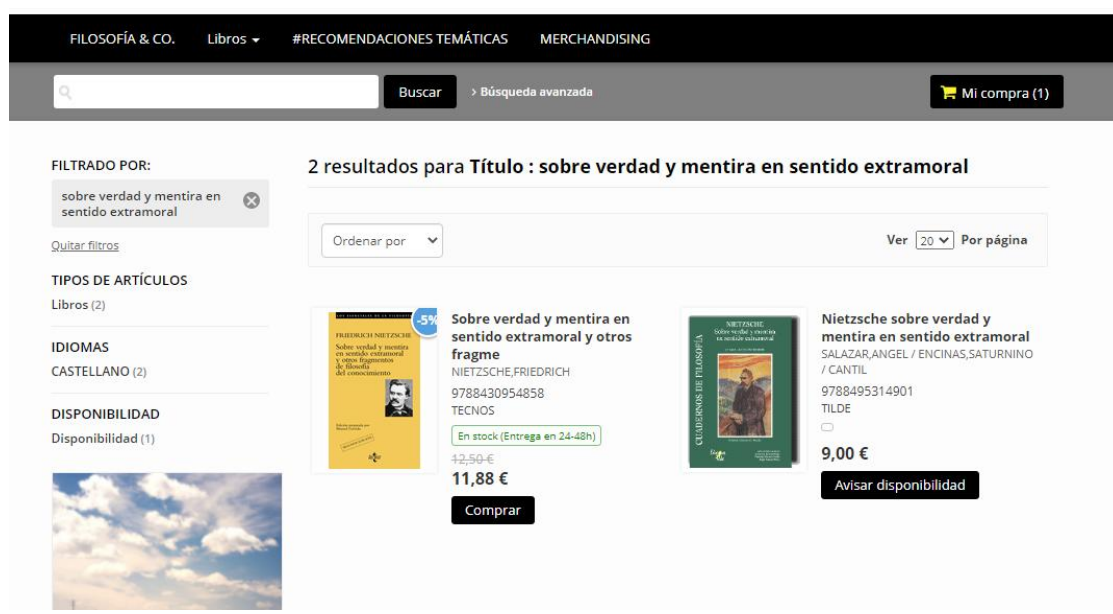 FILOSOFÍA & CO. Libros #RECOMENDACIONES TEMÁTICAS MERCHANDISING
Buscar > Búsqueda avanzada Mi compra (1)
FILTRADO POR:
sobre verdad y mentira en
sentido extramoral
Quitar filtros
TIPOS DE ARTÍCULOS
Libros (2)
IDIOMAS
CASTELLANO (2)
DISPONIBILIDAD
Disponibilidad (1)
2 resultados para Título : sobre verdad y mentira en sentido extramoral
Ordenar por Ver 20 Por página
-5%
FRIEDRICH NIETZSCHE
Sobre verdad y mentira
en sentido extramoral
y otros fragmentos
de filosofía
del conocimiento
Sobre verdad y mentira en
sentido extramoral y otros
fragme
NIETZSCHE,FRIEDRICH
9788430954858
TECNOS
En stock (Entrega en 24-48h)
12,50 €
11,88 €
Comprar
NIETZSCHE
Sobre verdad y mentira
en sentido extramoral
CUADERNOS DE FILOSOFÍA
Nietzsche sobre verdad y
mentira en sentido extramoral
SALAZAR,ANGEL / ENCINAS,SATURNINO
/ CANTIL
9788495314901
TILDE
9,00 €
Avisar disponibilidad